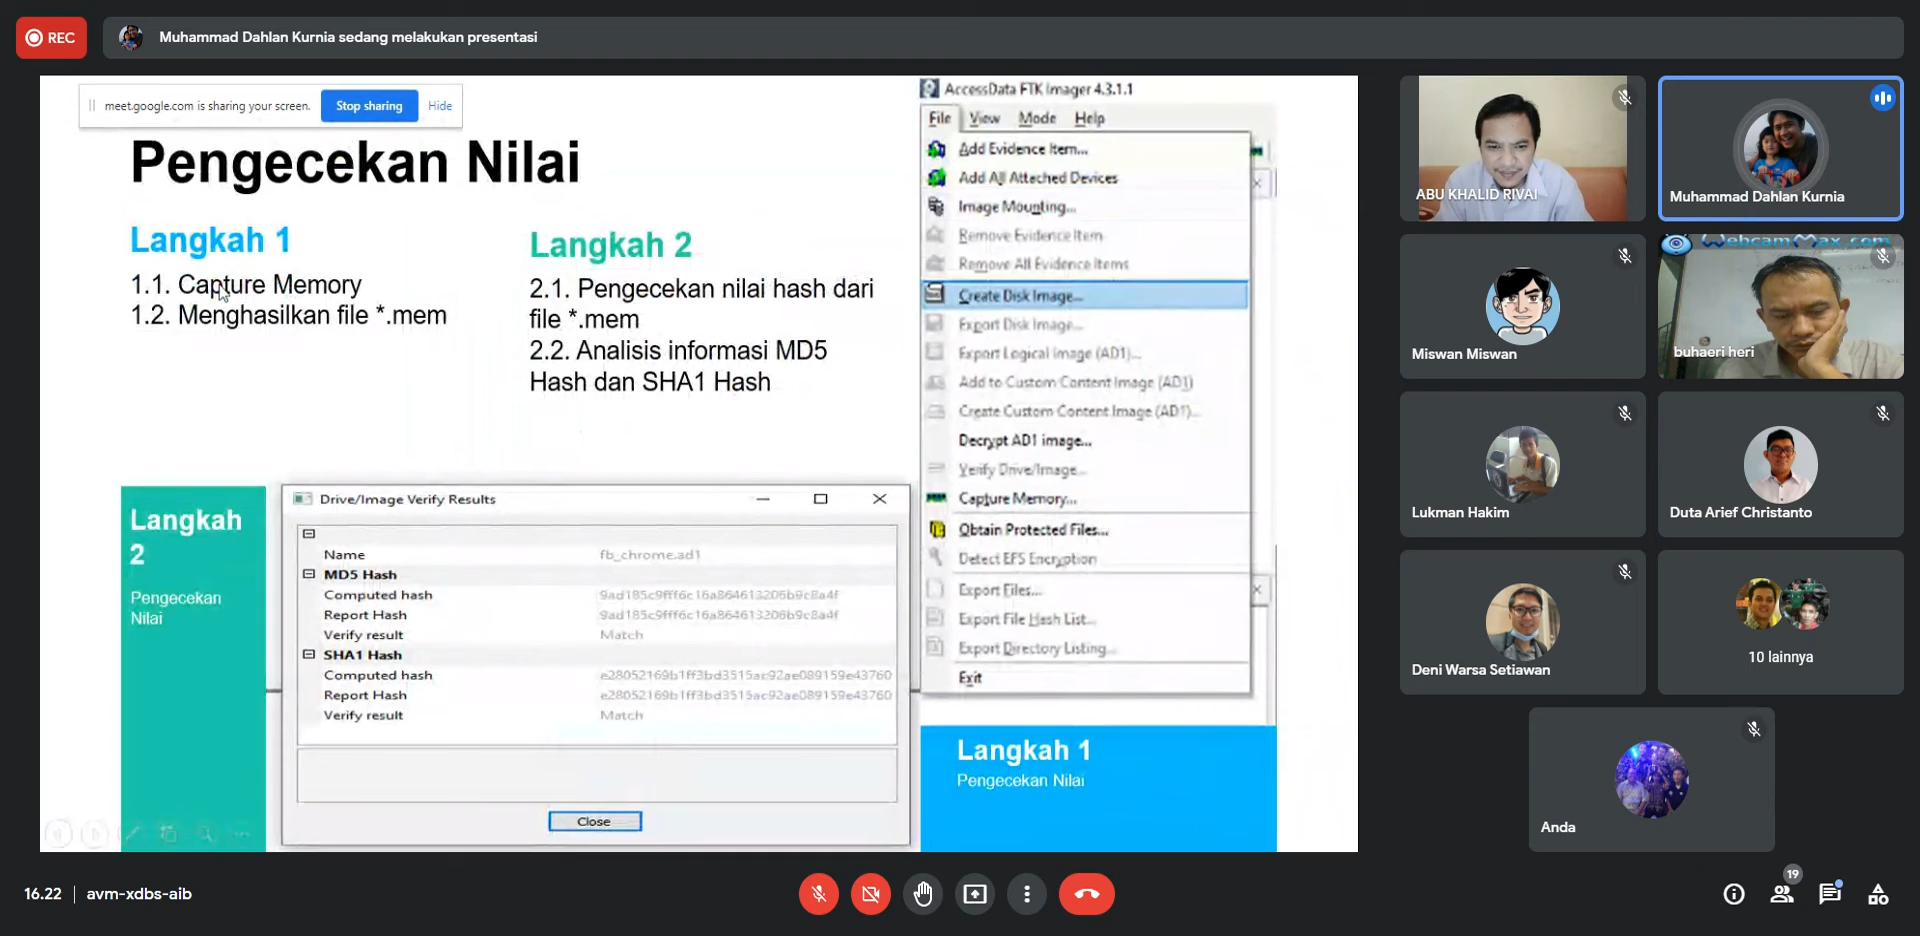 REC
Muhammad Dahlan Kurnia sedang melakukan presentasi
meet.google.com is sharing your screen.
Stop sharing
Hide
Pengecekan Nilai
Langkah 1
1.1. Capture Memory
1.2. Menghasilkan file *.mem
Langkah 2
2.1. Pengecekan nilai hash dari
file *.mem
2.2. Analisis informasi MD5
Hash dan SHA1 Hash
AccessData FTK Imager 4.3.1.1
File View Mode Help
Add Evidence Item...
Add All Attached Devices
Image Mounting...
Remove Evidence Item
Remove All Evidence Items
Create Disk Image...
Export Disk Image...
Export Logical Image (AD1)...
Add to Custom Content Image (AD1)
Create Custom Content Image (AD1)...
Decrypt AD1 image...
Verify Drive/Image...
Capture Memory...
Obtain Protected Files...
Detect EFS Encryption
Export Files...
Export File Hash List...
Export Directory Listing...
Exit
Langkah 1
Pengecekan Nilai
Langkah
2
Pengecekan
Nilai
Drive/Image Verify Results
Name fb_chrome.ad1
MD5 Hash
Computed hash 9ad185c9fff6c16a864613206b9c8a4f
Report Hash 9ad185c9fff6c16a864613206b9c8a4f
Verify result Match
SHA1 Hash
Computed hash e28052169b1ff3bd3515ac92ae089159e43760
Report Hash e28052169b1ff3bd3515ac92ae089159e43760
Verify result Match
Close
ABU KHALID RIVAI
Muhammad Dahlan Kurnia
Miswan Miswan
WebcamMax.com
buhaeri heri
Lukman Hakim
Duta Arief Christanto
Deni Warsa Setiawan
10 lainnya
Anda
16.22 | avm-xdbs-aib
19